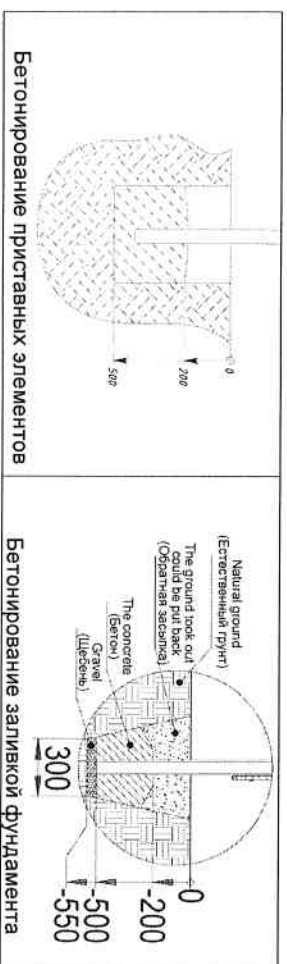 0
200
500
Бетонирование приставных элементов
Natural ground
(Естественный грунт)
The ground took out
could be put back
(Обратная засыпка)
The concrete
(Бетон)
Gravel
(Щебень)
0
-200
-500
-550
300
Бетонирование заливкой фундамента